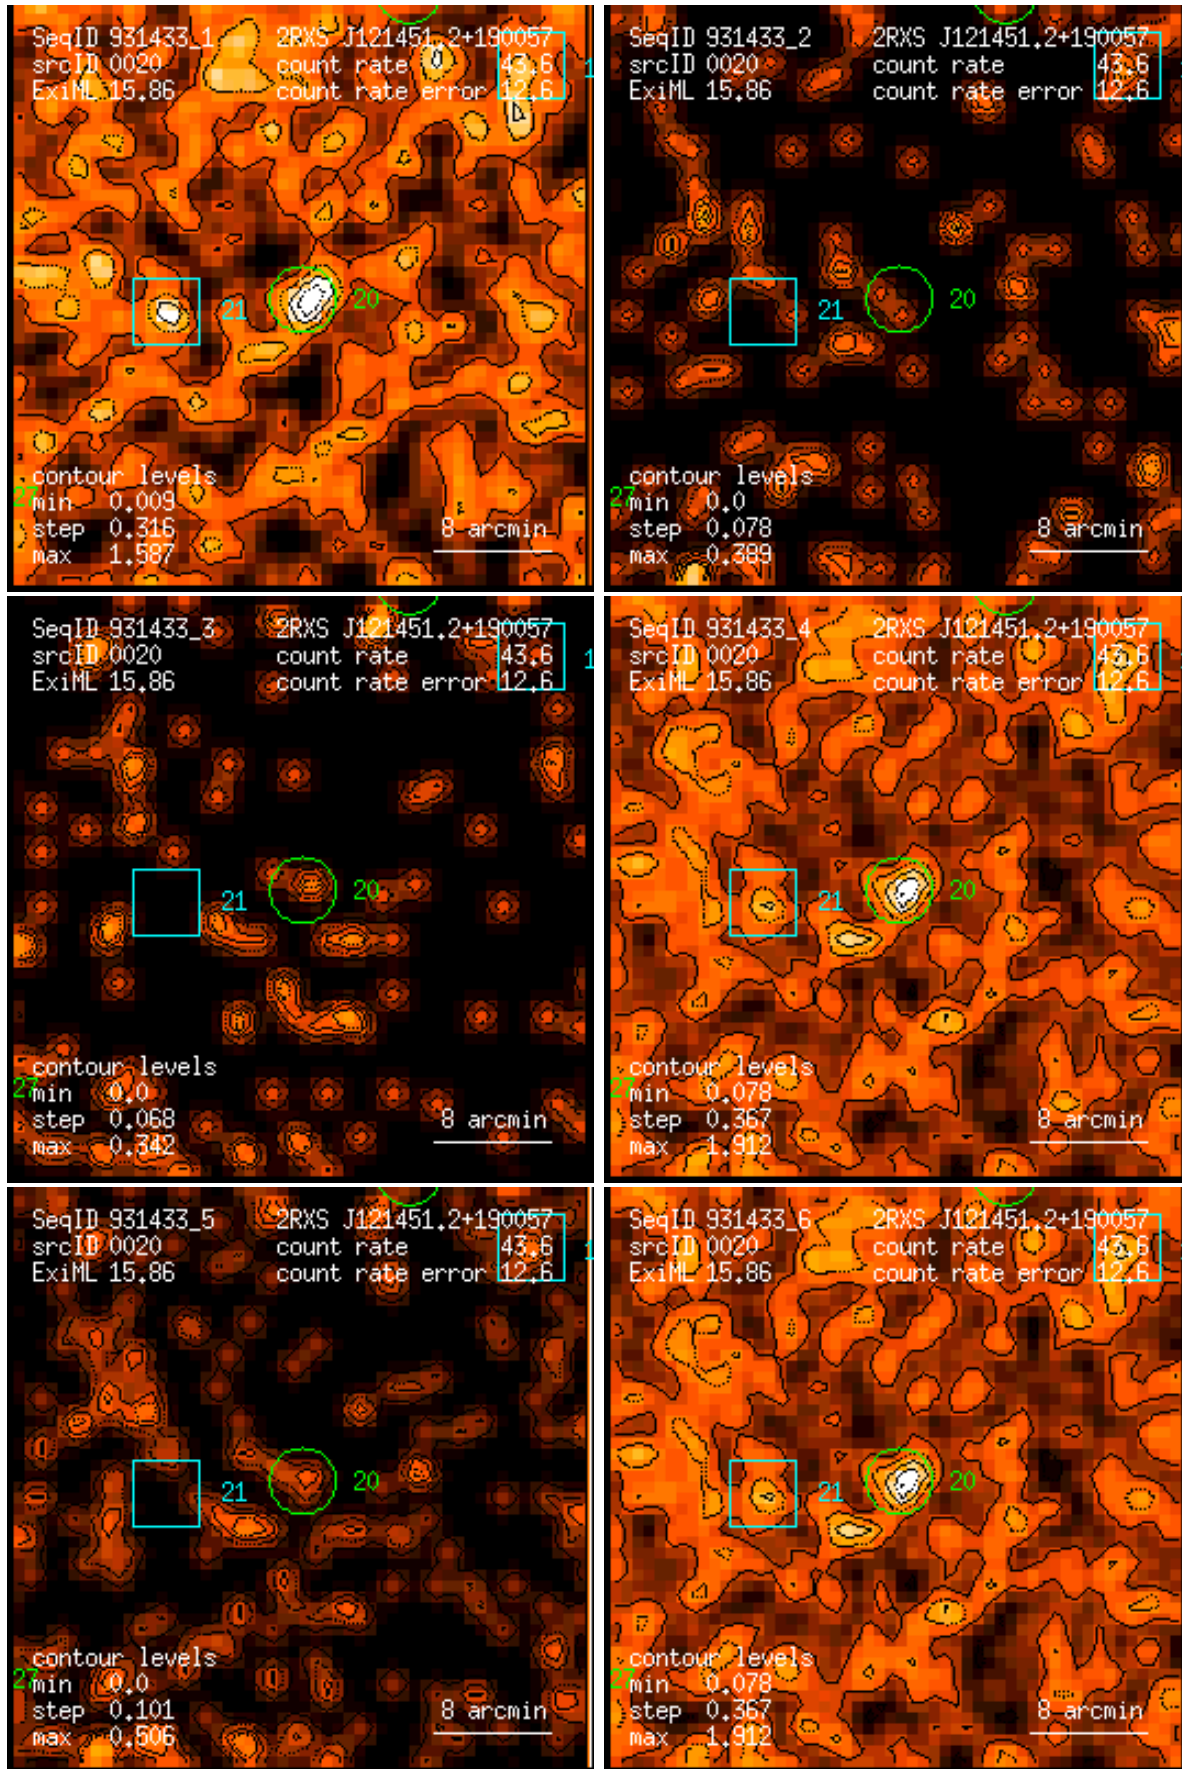 SeqID 931433_1 2RXS J121451.2+190057
srcID 0020 count rate 43.6 1
ExiML 15.86 count rate error 12.6
21 20
contour levels
27 min 0.009
step 0.316 8 arcmin
max 1.587
SeqID 931433_2 2RXS J121451.2+190057
srcID 0020 count rate 43.6
ExiML 15.86 count rate error 12.6
21 20
contour levels
27 min 0.0
step 0.078 8 arcmin
max 0.389
SeqID 931433_3 2RXS J121451.2+190057
srcID 0020 count rate 43.6 1
ExiML 15.86 count rate error 12.6
21 20
contour levels
27 min 0.0
step 0.068 8 arcmin
max 0.342
SeqID 931433_4 2RXS J121451.2+190057
srcID 0020 count rate 43.6
ExiML 15.86 count rate error 12.6
21 20
contour levels
27 min 0.078
step 0.367 8 arcmin
max 1.912
SeqID 931433_5 2RXS J121451.2+190057
srcID 0020 count rate 43.6 1
ExiML 15.86 count rate error 12.6
21 20
contour levels
27 min 0.0
step 0.101 8 arcmin
max 0.506
SeqID 931433_6 2RXS J121451.2+190057
srcID 0020 count rate 43.6
ExiML 15.86 count rate error 12.6
21 20
contour levels
27 min 0.078
step 0.367 8 arcmin
max 1.912